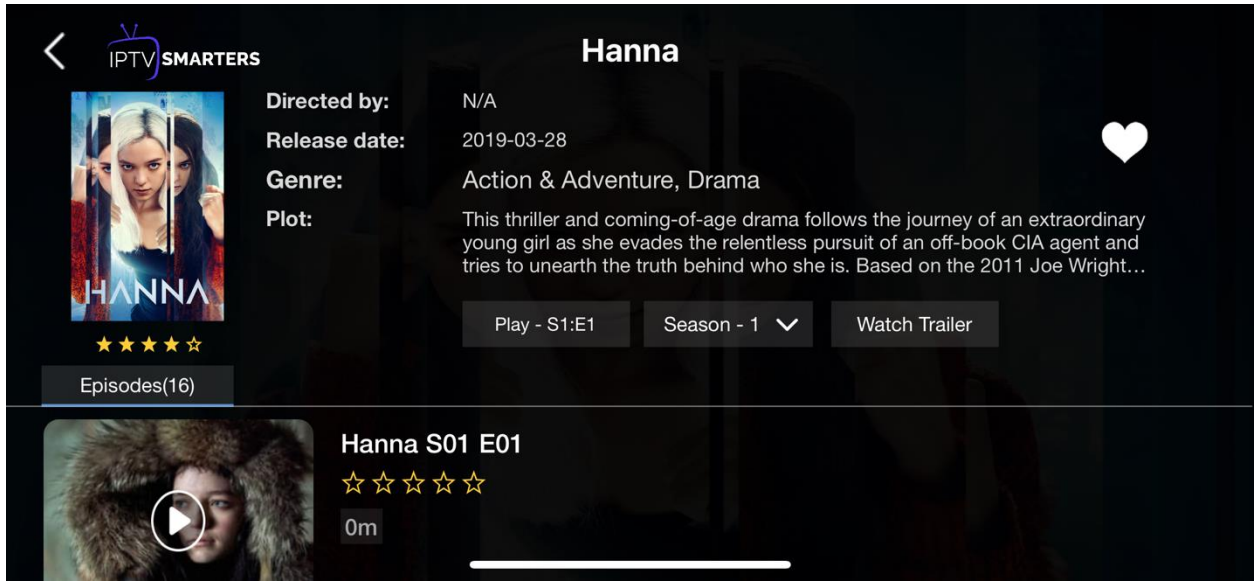 IPTV SMARTERS
Hanna
Directed by: N/A
Release date: 2019-03-28
Genre: Action & Adventure, Drama
Plot: This thriller and coming-of-age drama follows the journey of an extraordinary
young girl as she evades the relentless pursuit of an off-book CIA agent and
tries to unearth the truth behind who she is. Based on the 2011 Joe Wright…
HANNA
Play - S1:E1 Season - 1 Watch Trailer
Episodes(16)
Hanna S01 E01
0m